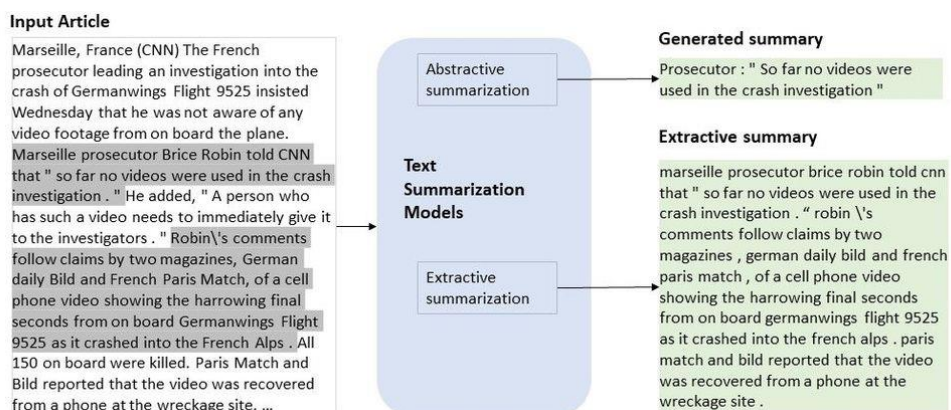 Input Article
Marseille, France (CNN) The French
prosecutor leading an investigation into the
crash of Germanwings Flight 9525 insisted
Wednesday that he was not aware of any
video footage from on board the plane.
Marseille prosecutor Brice Robin told CNN
that " so far no videos were used in the crash
investigation . " He added, " A person who
has such a video needs to immediately give it
to the investigators . " Robin\'s comments
follow claims by two magazines, German
daily Bild and French Paris Match, of a cell
phone video showing the harrowing final
seconds from on board Germanwings Flight
9525 as it crashed into the French Alps . All
150 on board were killed. Paris Match and
Bild reported that the video was recovered
from a phone at the wreckage site. ...
Text
Summarization
Models
Abstractive
summarization
Extractive
summarization
Generated summary
Prosecutor : " So far no videos were
used in the crash investigation "
Extractive summary
marseille prosecutor brice robin told cnn
that " so far no videos were used in the
crash investigation . “ robin \'s
comments follow claims by two
magazines , german daily bild and french
paris match , of a cell phone video
showing the harrowing final seconds
from on board germanwings flight 9525
as it crashed into the french alps . paris
match and bild reported that the video
was recovered from a phone at the
wreckage site .